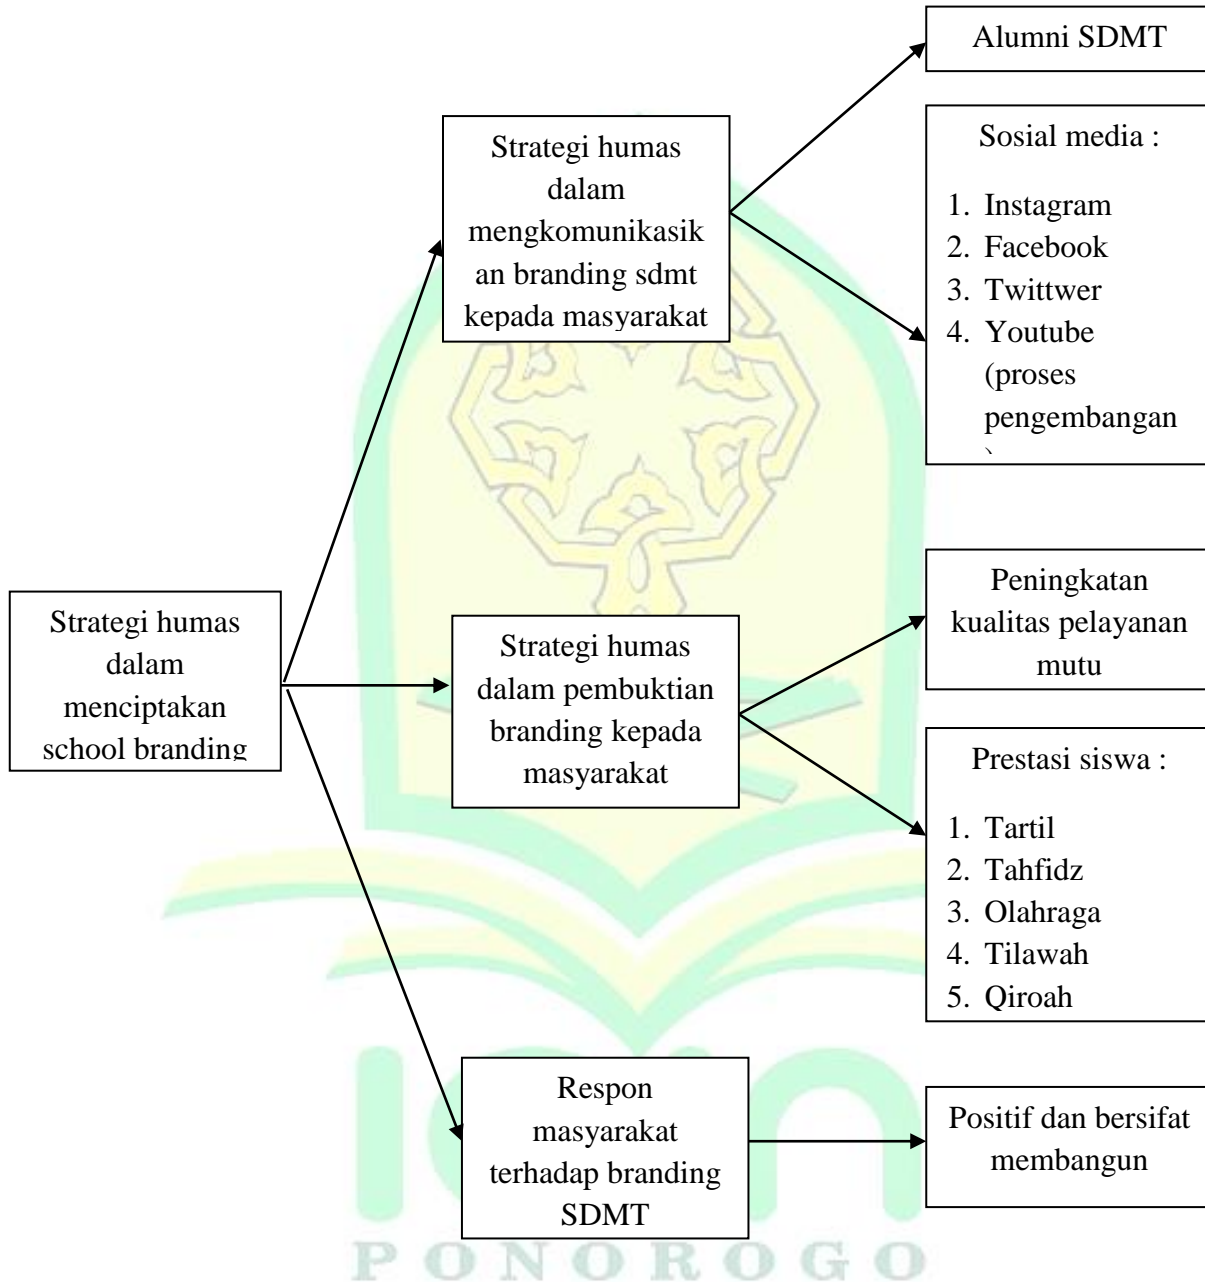 Alumni SDMT
Strategi humas
dalam
mengkomunikasik
an branding sdmt
kepada masyarakat
Sosial media :
1. Instagram
2. Facebook
3. Twittwer
4. Youtube
(proses
pengembangan
)
Strategi humas
dalam
menciptakan
school branding
Strategi humas
dalam pembuktian
branding kepada
masyarakat
Peningkatan
kualitas pelayanan
mutu
Prestasi siswa :
1. Tartil
2. Tahfidz
3. Olahraga
4. Tilawah
5. Qiroah
Respon
masyarakat
terhadap branding
SDMT
Positif dan bersifat
membangun
iain
PONOROGO